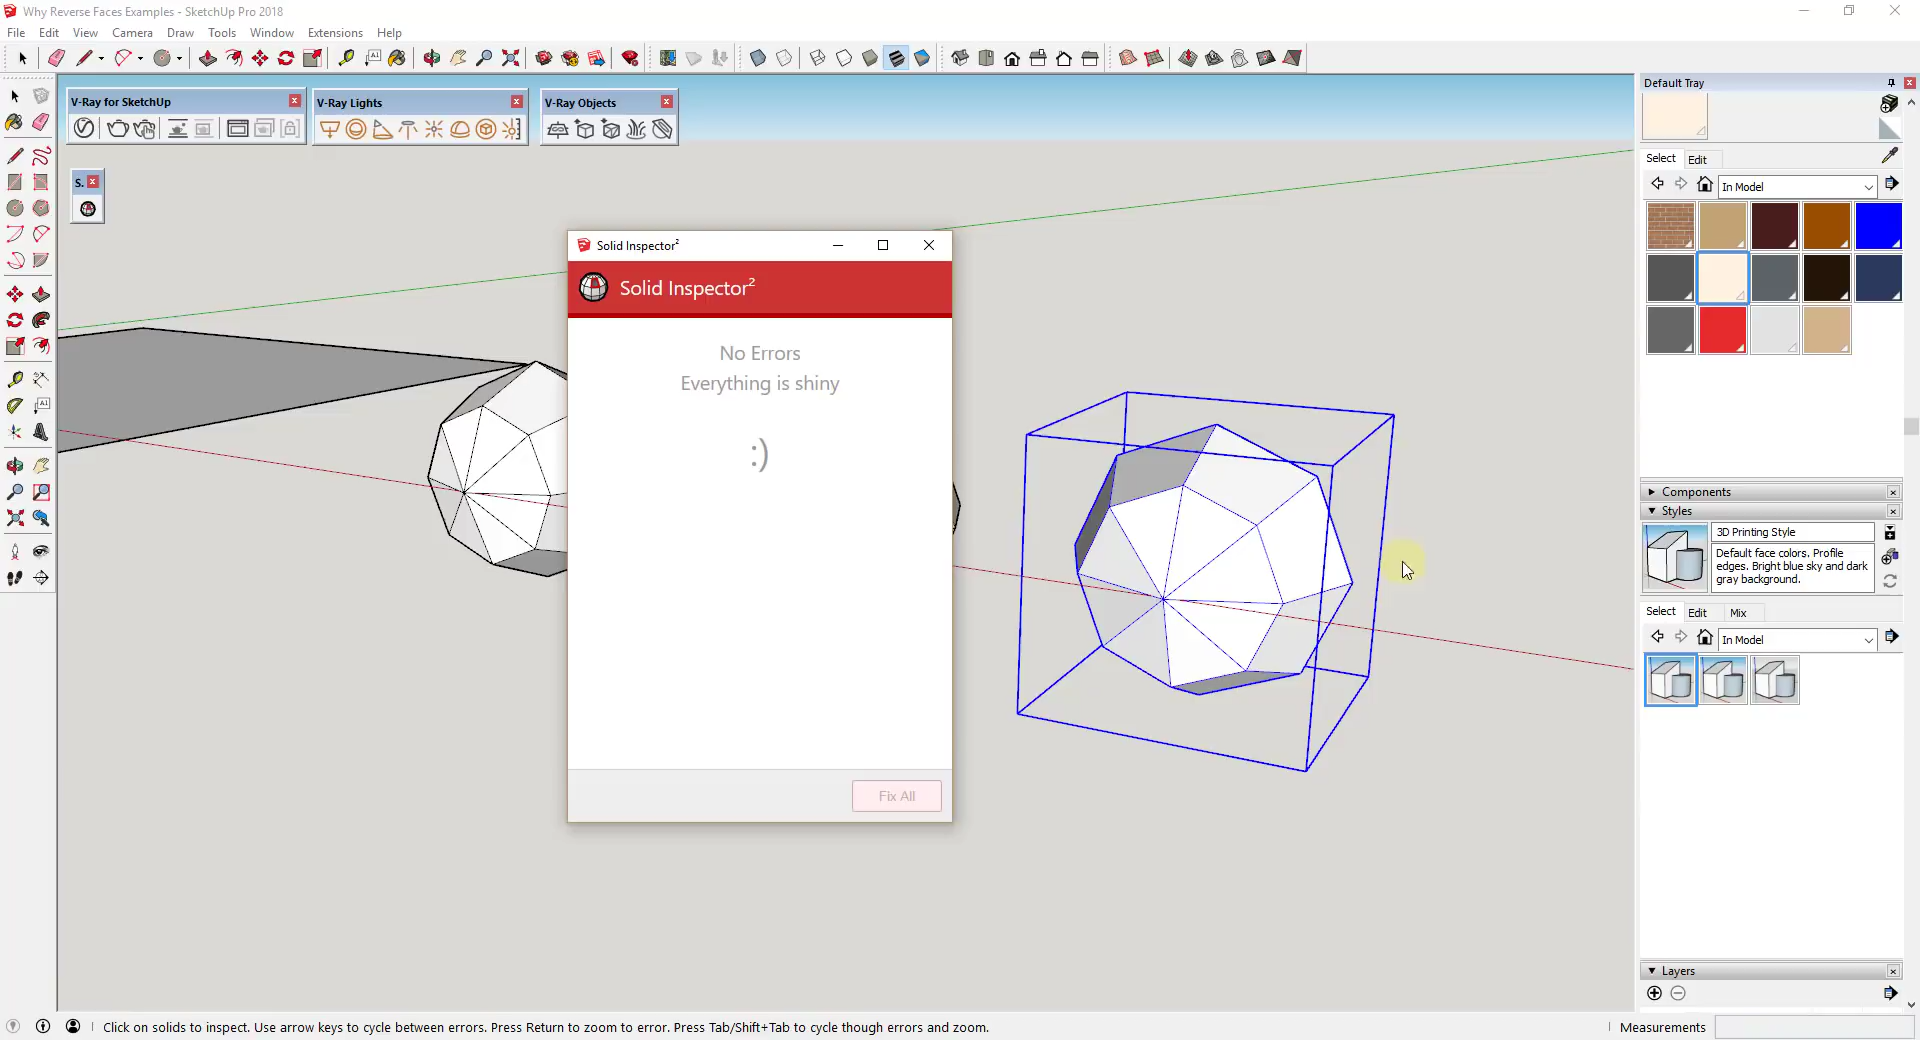 Why Reverse Faces Examples - SketchUp Pro 2018
File Edit View Camera Draw Tools Window Extensions Help
Default Tray
V-Ray for SketchUp
V-Ray Lights
V-Ray Objects
S.
Select Edit
In Model
Solid Inspector²
Solid Inspector²
No Errors
Everything is shiny
:)
Fix All
Components
Styles
3D Printing Style
Default face colors. Profile
edges. Bright blue sky and dark
gray background.
Select Edit Mix
In Model
Layers
Click on solids to inspect. Use arrow keys to cycle between errors. Press Return to zoom to error. Press Tab/Shift+Tab to cycle though errors and zoom.
Measurements